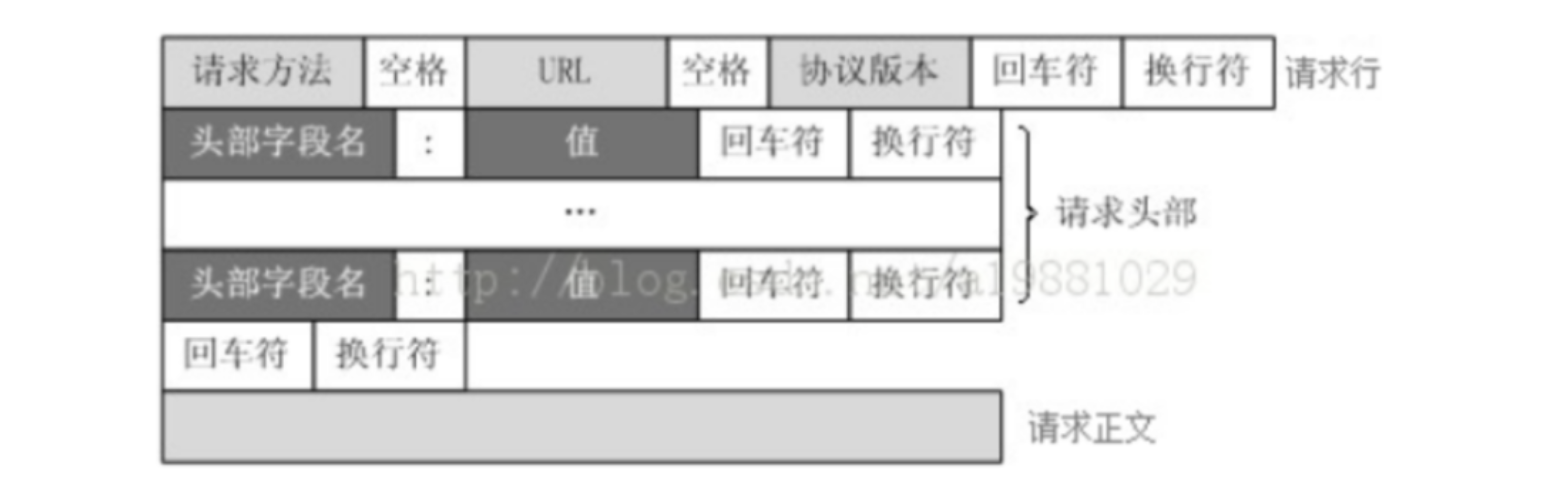 请求方法 空格 URL 空格 协议版本 回车符 换行符 请求行
头部字段名 : 值 回车符 换行符
...
请求头部
头部字段名 : 值 回车符 换行符
http://blog.csdn.net/a19881029
回车符 换行符
请求正文